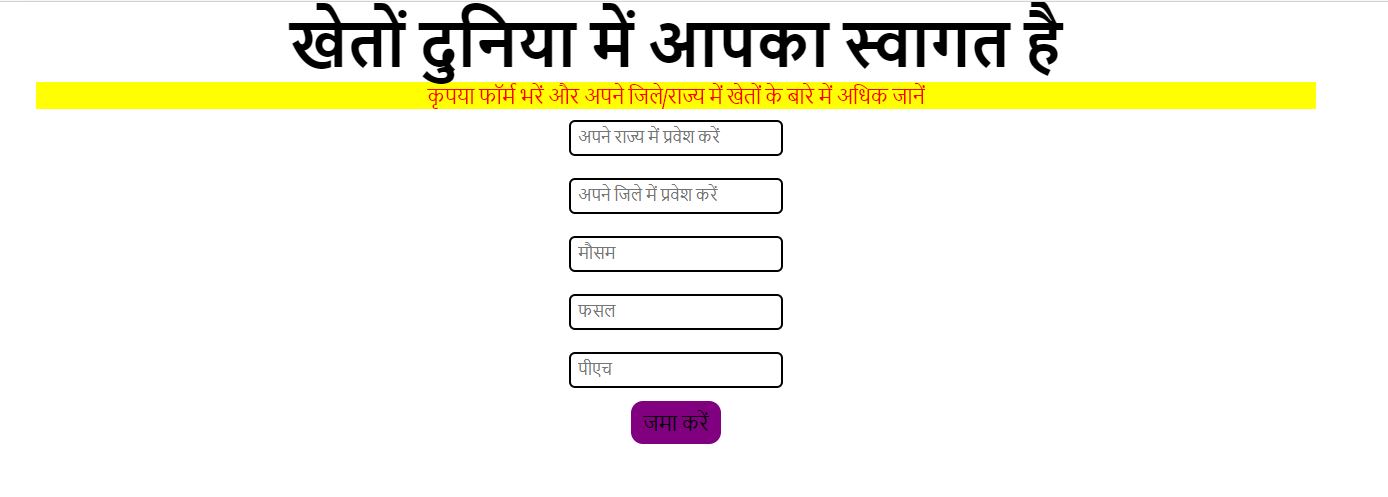 खेतों दुनिया में आपका स्वागत है
कृपया फॉर्म भरें और अपने जिले/राज्य में खेतों के बारे में अधिक जानें
अपने राज्य में प्रवेश करें
अपने जिले में प्रवेश करें
मौसम
फसल
पीएच
जमा करें